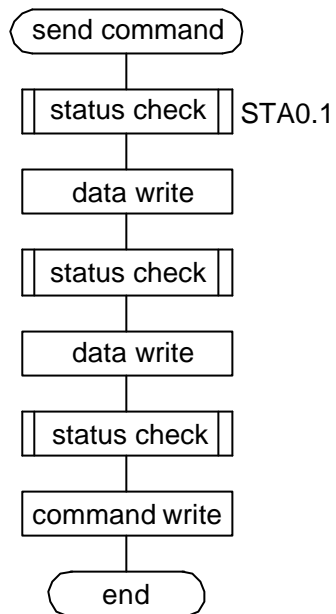 send command
status check STA0.1
data write
status check
data write
status check
command write
end